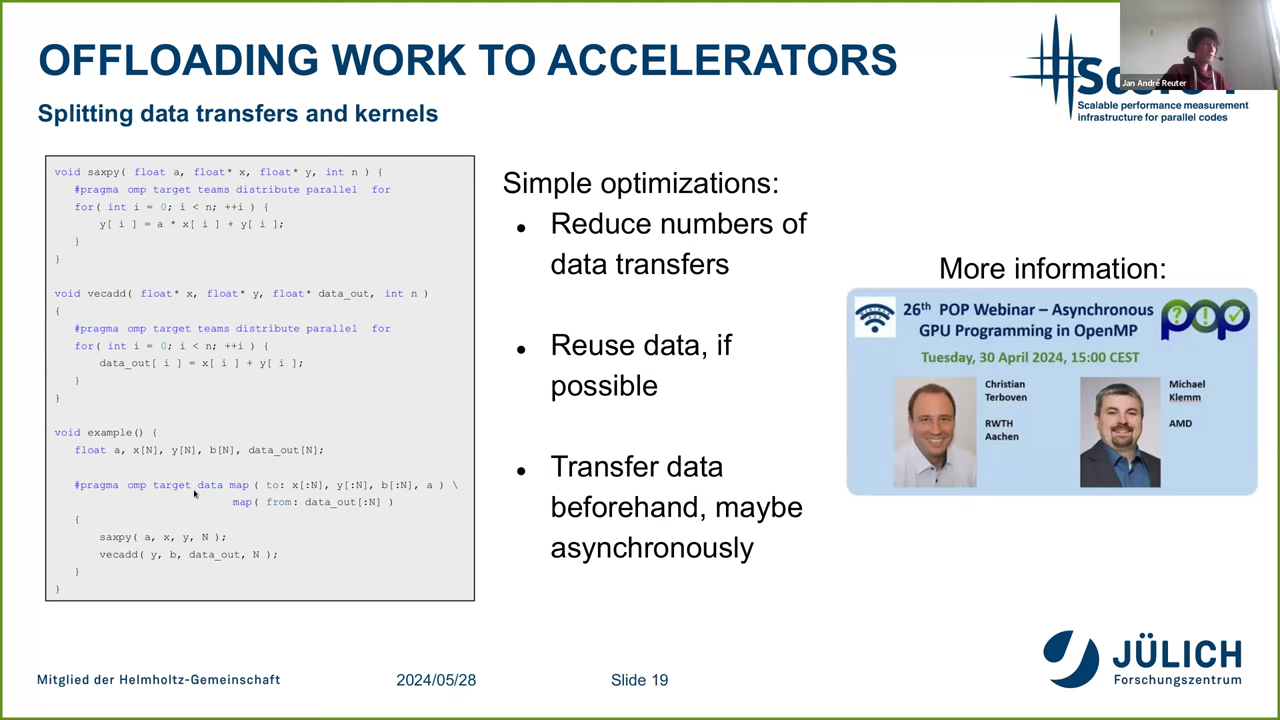 OFFLOADING WORK TO ACCELERATORS
Splitting data transfers and kernels
Jan André Reuter
Scalable performance measurement
infrastructure for parallel codes
void saxpy( float a, float* x, float* y, int n ) {
#pragma omp target teams distribute parallel for
for( int i = 0; i < n; ++i ) {
y[ i ] = a * x[ i ] + y[ i ];
}
}
void vecadd( float* x, float* y, float* data_out, int n )
{
#pragma omp target teams distribute parallel for
for( int i = 0; i < n; ++i ) {
data_out[ i ] = x[ i ] + y[ i ];
}
}
void example() {
float a, x[N], y[N], b[N], data_out[N];
#pragma omp target data map ( to: x[:N], y[:N], b[:N], a ) \
map( from: data_out[:N] )
{
saxpy( a, x, y, N );
vecadd( y, b, data_out, N );
}
}
Simple optimizations:
● Reduce numbers of
data transfers
● Reuse data, if
possible
● Transfer data
beforehand, maybe
asynchronously
More information:
26th POP Webinar – Asynchronous
GPU Programming in OpenMP
pop
Tuesday, 30 April 2024, 15:00 CEST
Christian
Terboven
RWTH
Aachen
Michael
Klemm
AMD
JÜLICH
Forschungszentrum
Mitglied der Helmholtz-Gemeinschaft
2024/05/28
Slide 19